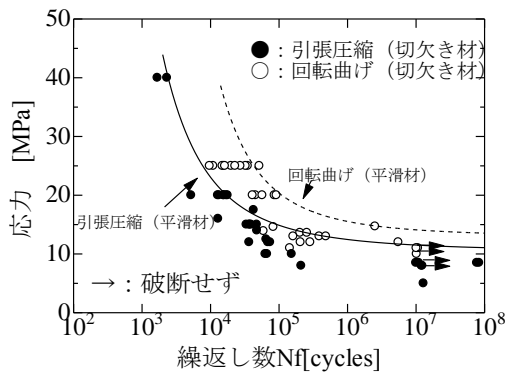 50
40
30
20
10
0
応力 [MPa]
●：引張圧縮（切欠き材）
○：回転曲げ（切欠き材）
回転曲げ（平滑材）
引張圧縮（平滑材）
→：破断せず
10² 10³ 10⁴ 10⁵ 10⁶ 10⁷ 10⁸
繰返し数Nf[cycles]